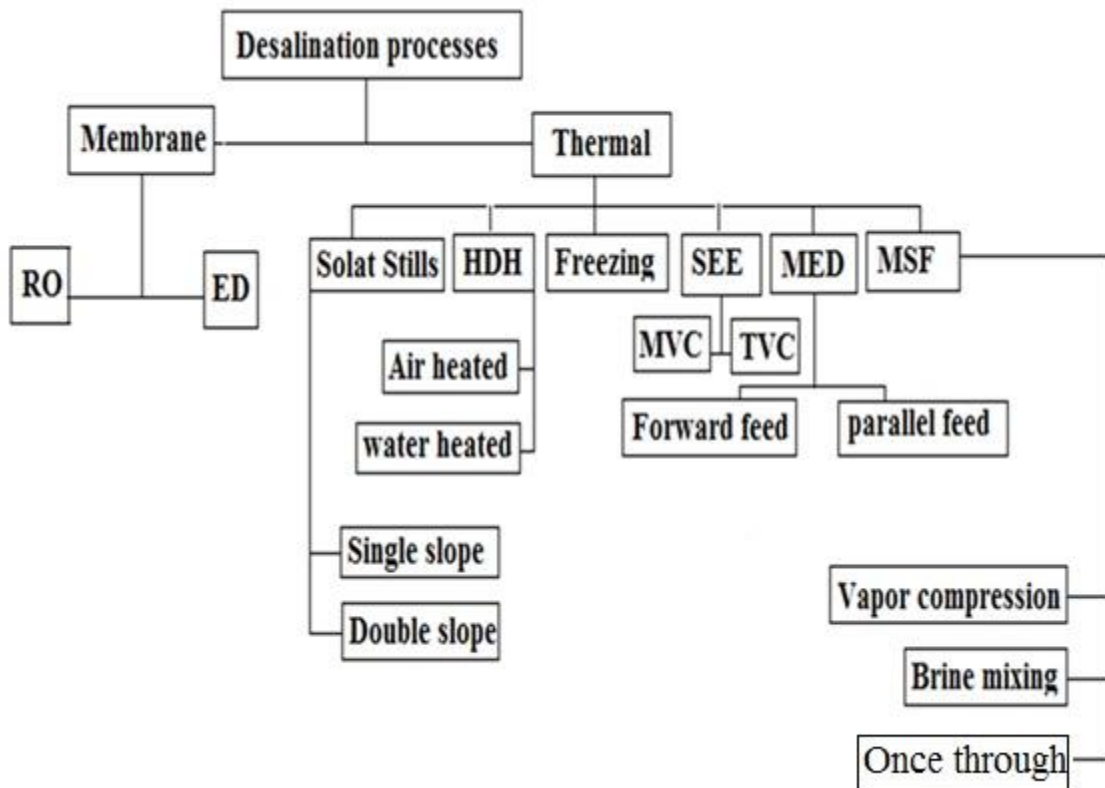 Desalination processes
Membrane
Thermal
RO
ED
Solat Stills
HDH
Freezing
SEE
MED
MSF
MVC
TVC
Air heated
Forward feed
parallel feed
water heated
Single slope
Double slope
Vapor compression
Brine mixing
Once through